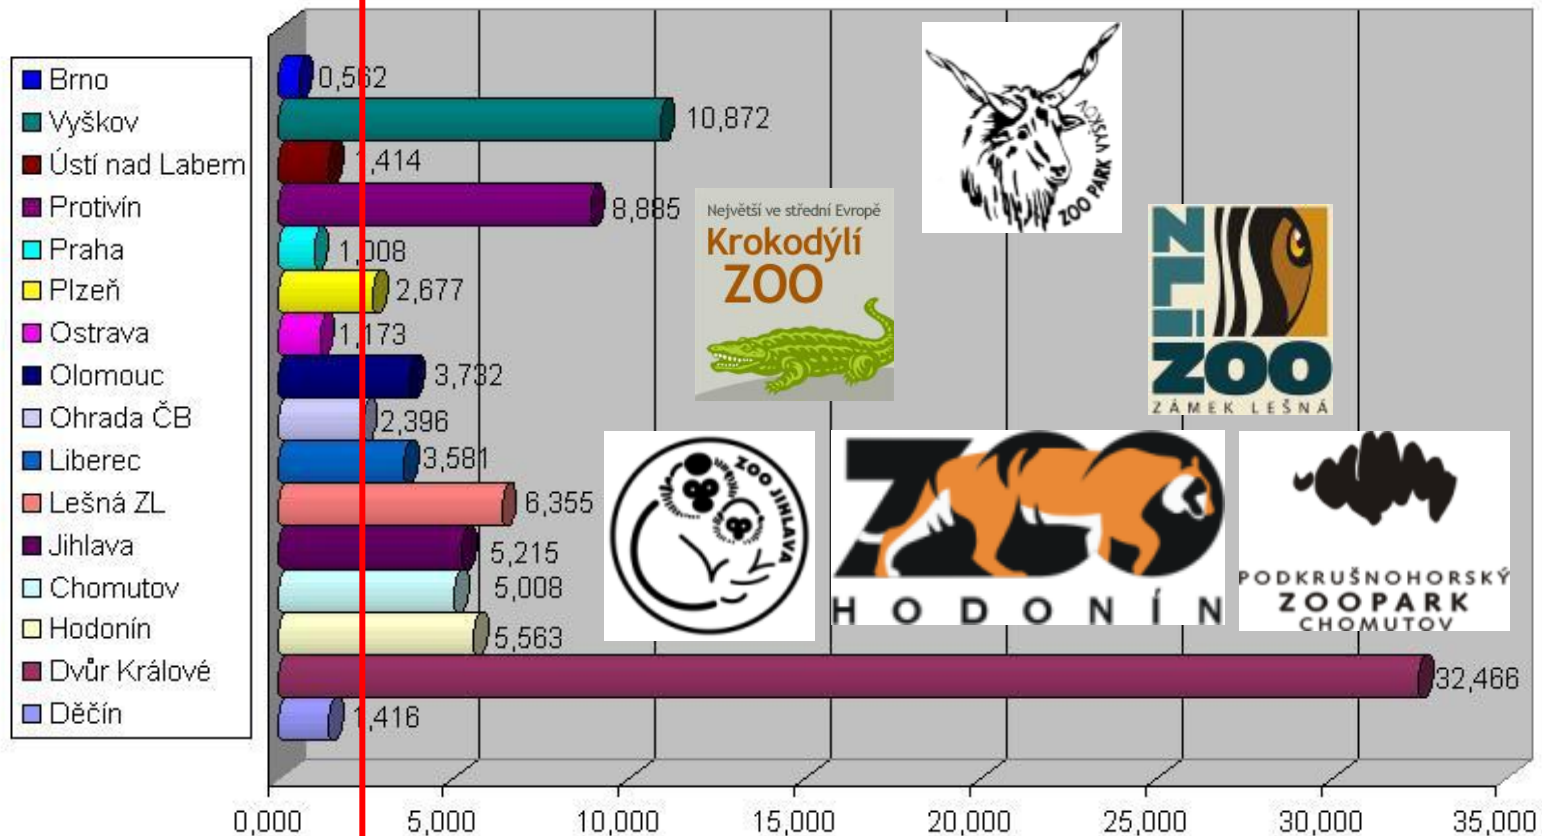 Brno
Vyškov
Ústí nad Labem
Protivín
Praha
Plzeň
Ostrava
Olomouc
Ohrada ČB
Liberec
Lešná ZL
Jihlava
Chomutov
Hodonín
Dvůr Králové
Děčín
0,562
10,872
1,414
8,885
1,008
2,677
1,173
3,732
2,396
3,581
6,355
5,215
5,008
5,563
32,466
1,416
ZOO PARK VYŠKOV
Největší ve střední Evropě
Krokodýlí
ZOO
ZLÍ
ZOO
ZÁMEK LEŠNÁ
ZOO JIHLAVA
ZOO
HODONÍN
PODKRUŠNOHORSKÝ
ZOOPARK
CHOMUTOV
0,000 5,000 10,000 15,000 20,000 25,000 30,000 35,000